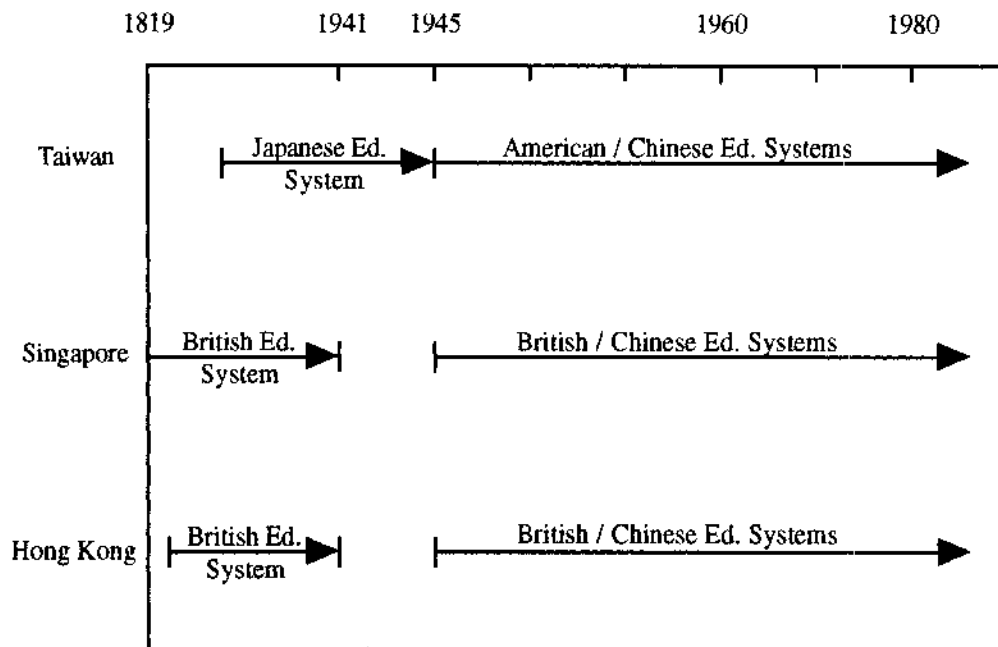 1819 1941 1945 1960 1980
Taiwan
Japanese Ed.
System
American / Chinese Ed. Systems
Singapore
British Ed.
System
British / Chinese Ed. Systems
Hong Kong
British Ed.
System
British / Chinese Ed. Systems